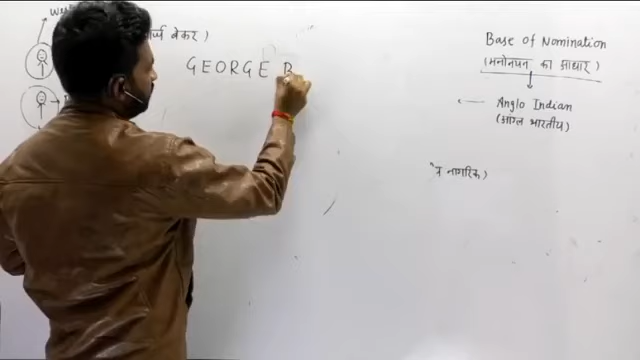 र्ज बेकर )
GEORGE B
Base of Nomination
(मनोनयन का आधार)
Anglo Indian
(आंग्ल भारतीय)
नागरिक)